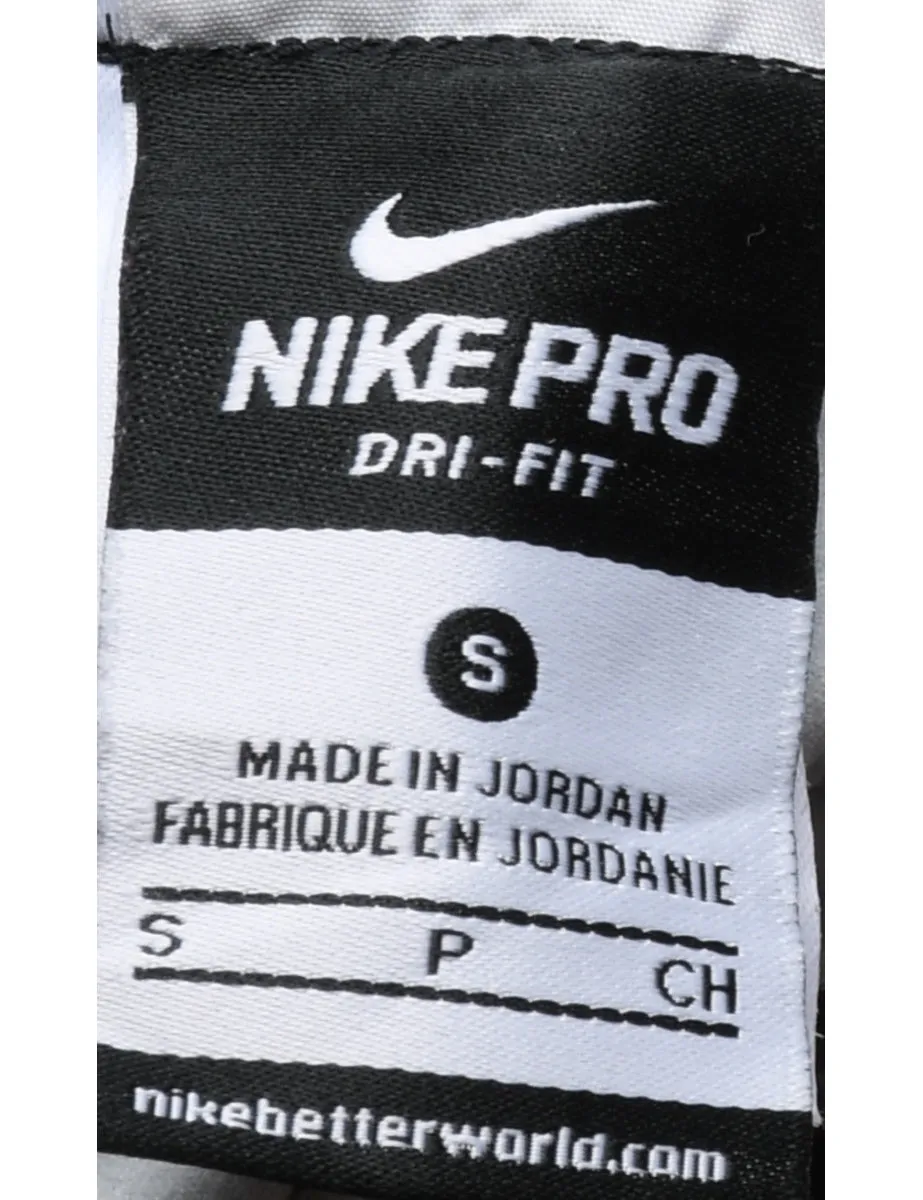 NIKE PRO
DRI-FIT
S
MADE IN JORDAN
FABRIQUE EN JORDANIE
S P CH
nikebetterworld.com